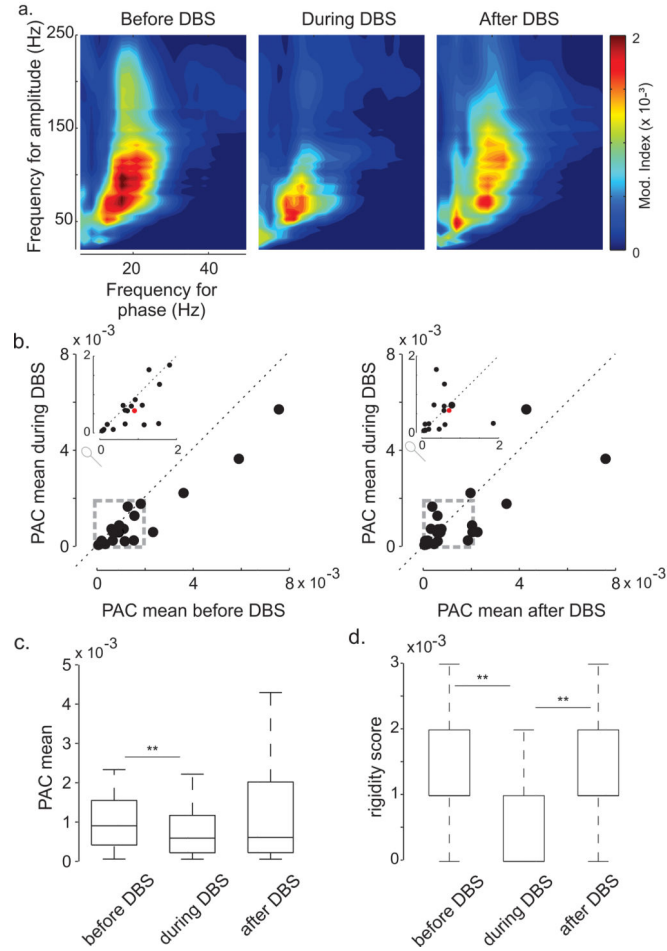 a.
Before DBS During DBS After DBS
Frequency for amplitude (Hz)
250
150
50
20 40
Frequency for
phase (Hz)
2
0
Mod. Index (x 10⁻³)
b.
x 10⁻³
8
4
0
PAC mean during DBS
2
0
0 2
0 4 8 x 10⁻³
PAC mean before DBS
x 10⁻³
8
4
0
PAC mean during DBS
2
0
0 2
0 4 8 x 10⁻³
PAC mean after DBS
c.
x 10⁻³
5
4
3
2
1
0
PAC mean
**
before DBS
during DBS
after DBS
d.
x10⁻³
3
2
1
0
rigidity score
**
**
before DBS
during DBS
after DBS